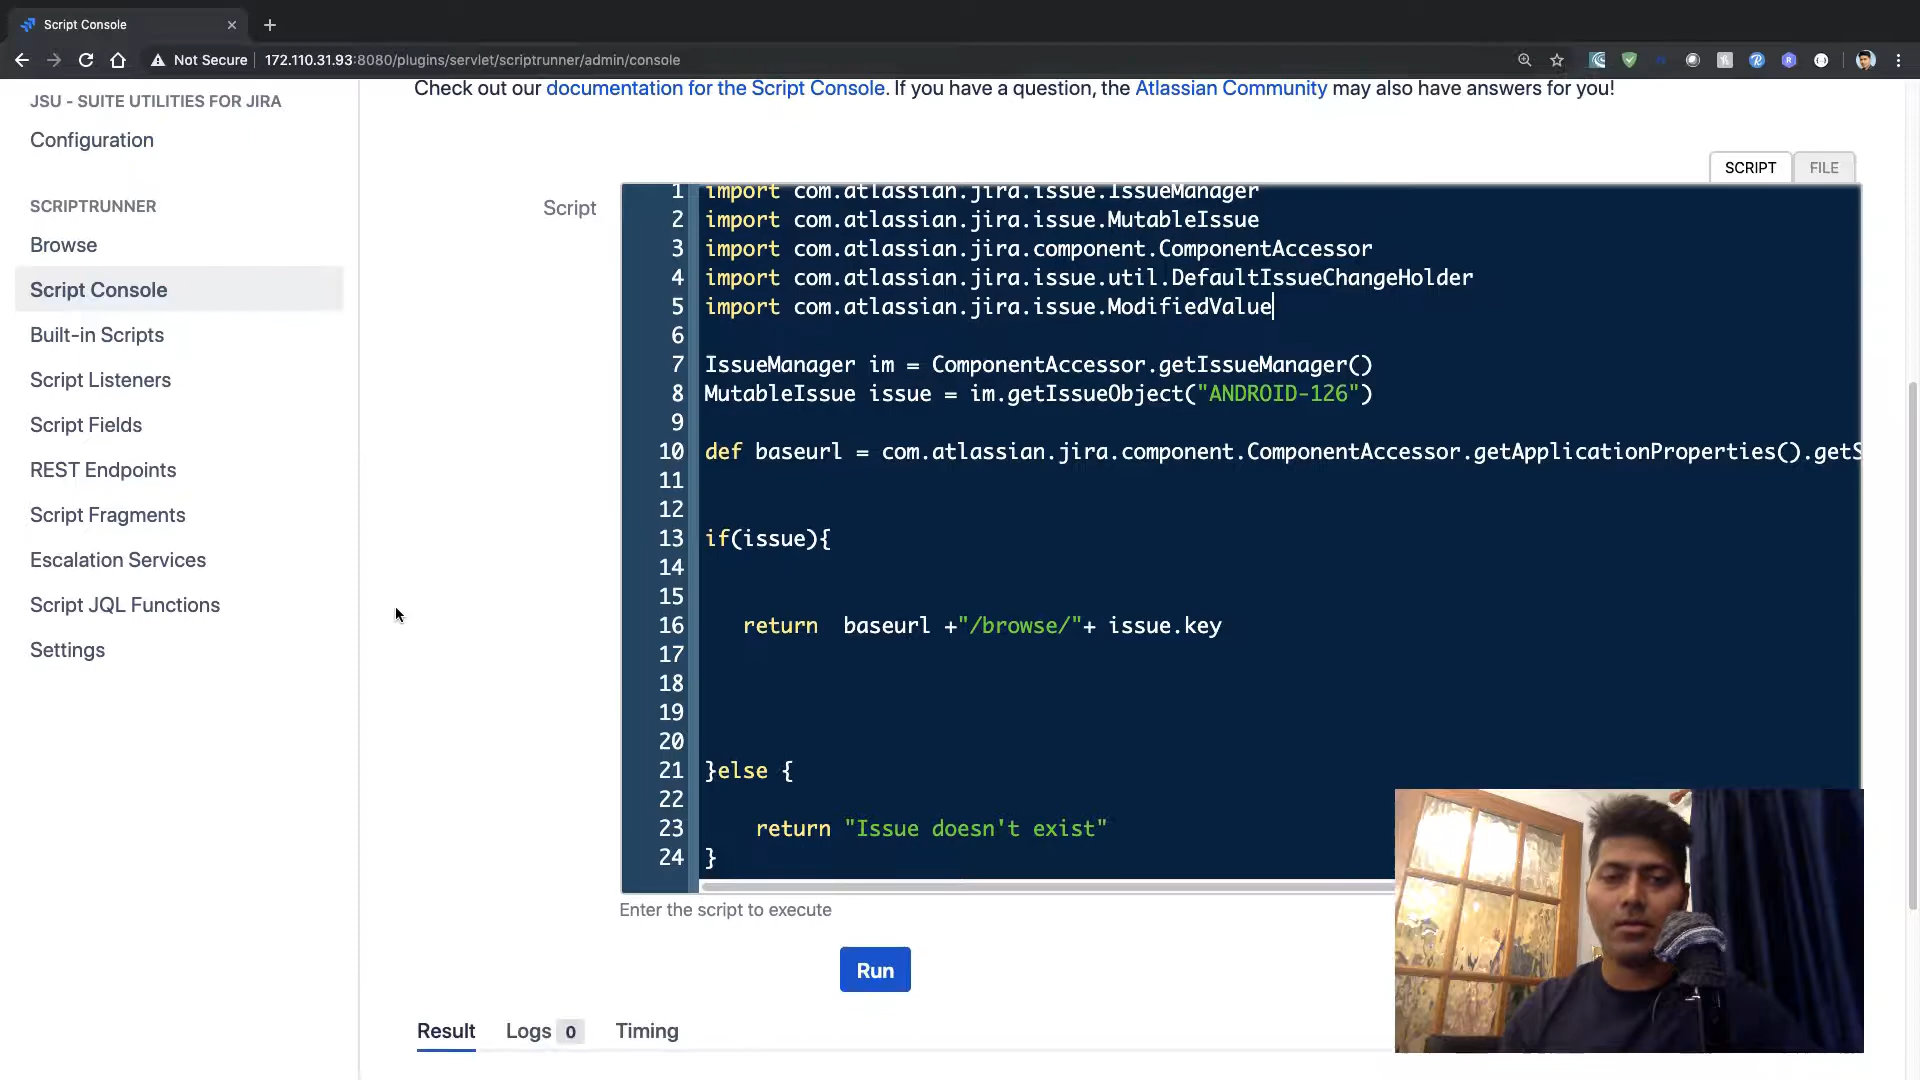 Script Console
Not Secure
172.110.31.93:8080/plugins/servlet/scriptrunner/admin/console
JSU - SUITE UTILITIES FOR JIRA
Configuration
SCRIPTRUNNER
Browse
Script Console
Built-in Scripts
Script Listeners
Script Fields
REST Endpoints
Script Fragments
Escalation Services
Script JQL Functions
Settings
Check out our documentation for the Script Console. If you have a question, the Atlassian Community may also have answers for you!
SCRIPT
FILE
Script
1 import com.atlassian.jira.issue.IssueManager
2 import com.atlassian.jira.issue.MutableIssue
3 import com.atlassian.jira.component.ComponentAccessor
4 import com.atlassian.jira.issue.util.DefaultIssueChangeHolder
5 import com.atlassian.jira.issue.ModifiedValue
6
7 IssueManager im = ComponentAccessor.getIssueManager()
8 MutableIssue issue = im.getIssueObject("ANDROID-126")
9
10 def baseurl = com.atlassian.jira.component.ComponentAccessor.getApplicationProperties().getS
11
12
13 if(issue){
14
15
16 return baseurl +"/browse/"+ issue.key
17
18
19
20
21 }else {
22
23 return "Issue doesn't exist"
24 }
Enter the script to execute
Run
Result
Logs 0
Timing